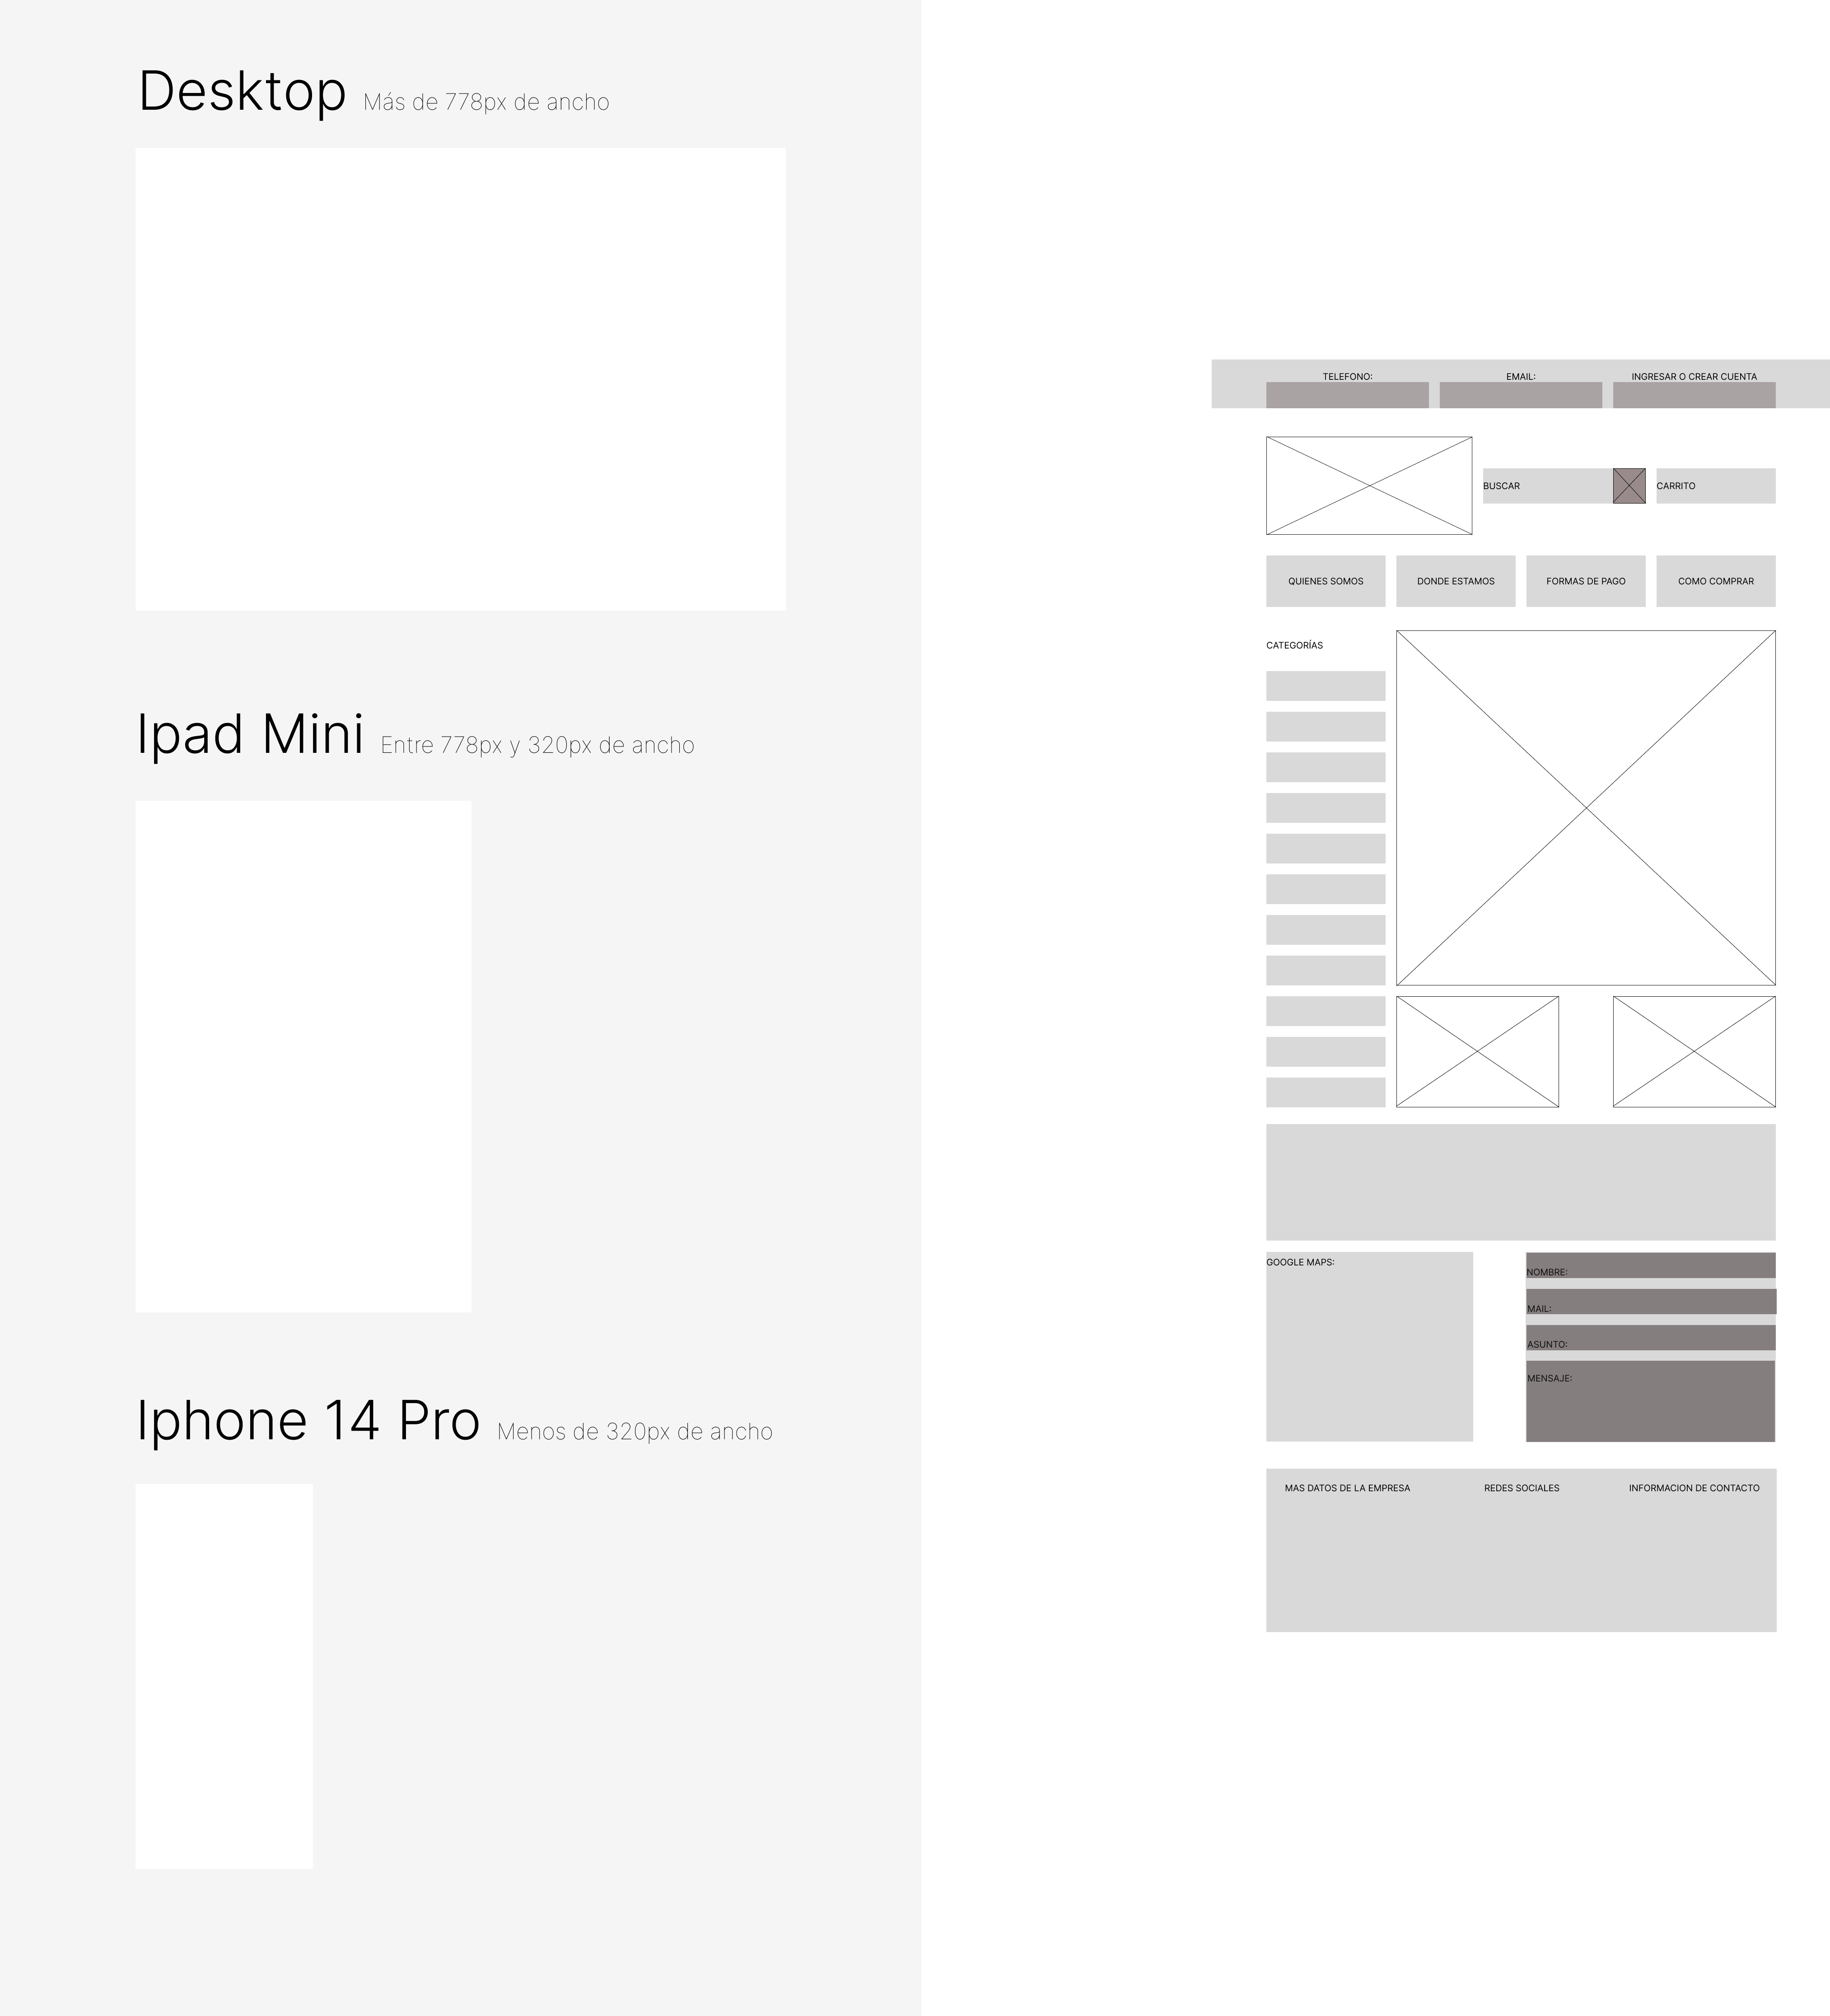 Desktop Más de 778px de ancho
Ipad Mini Entre 778px y 320px de ancho
Iphone 14 Pro Menos de 320px de ancho
TELEFONO: EMAIL: INGRESAR O CREAR CUENTA
BUSCAR CARRITO
QUIENES SOMOS DONDE ESTAMOS FORMAS DE PAGO COMO COMPRAR
CATEGORÍAS
GOOGLE MAPS:
NOMBRE:
MAIL:
ASUNTO:
MENSAJE:
MAS DATOS DE LA EMPRESA REDES SOCIALES INFORMACION DE CONTACTO